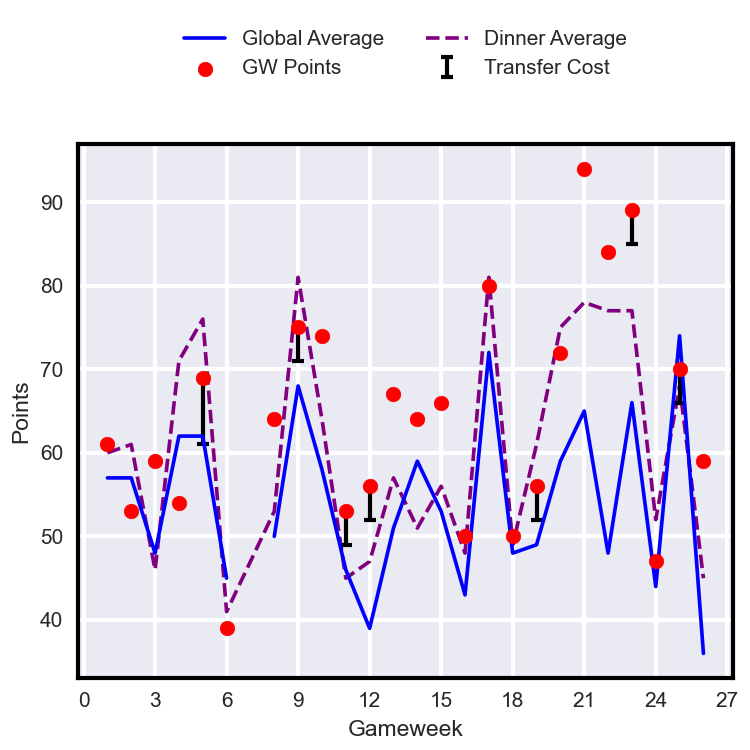 Global Average
Dinner Average
GW Points
Transfer Cost
90
80
70
60
50
40
Points
0 3 6 9 12 15 18 21 24 27
Gameweek